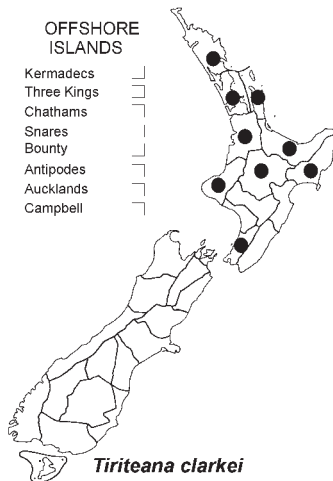 OFFSHORE
ISLANDS
Kermadecs
Three Kings
Chathams
Snares
Bounty
Antipodes
Aucklands
Campbell
Tiriteana clarkei